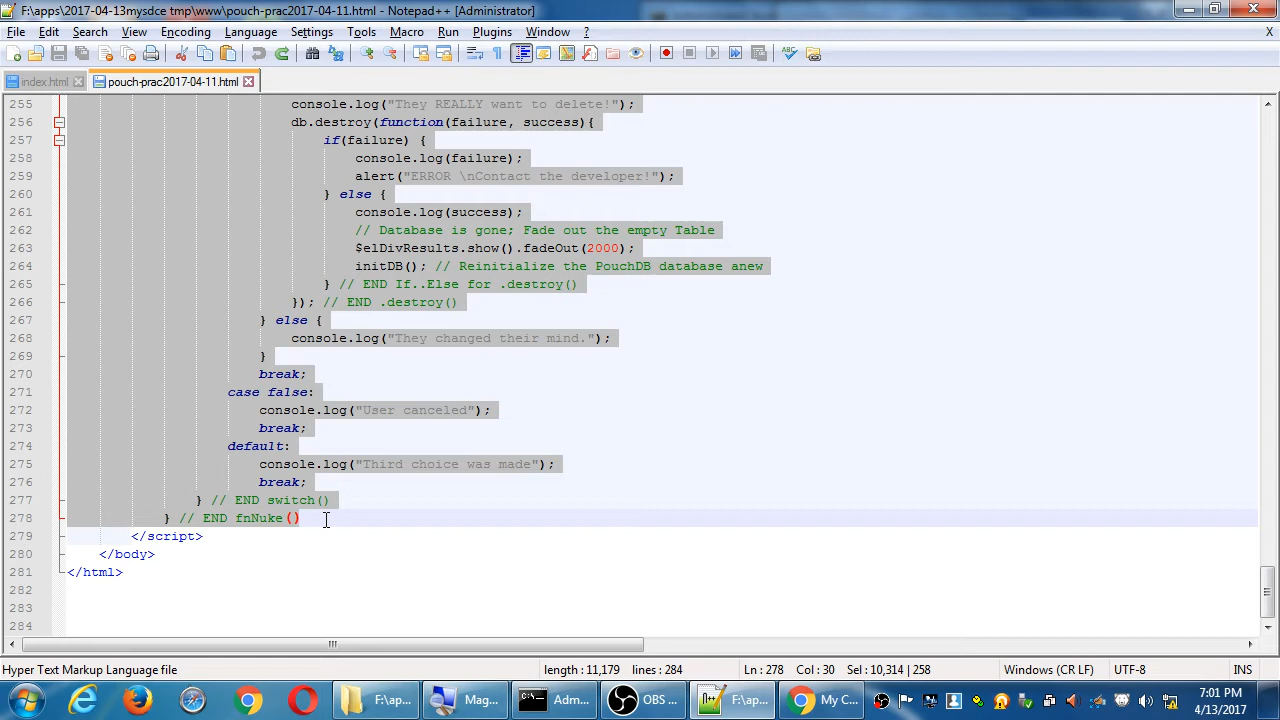 F:\apps\2017-04-13mysdce tmp\www\pouch-prac2017-04-11.html - Notepad++ [Administrator]
File Edit Search View Encoding Language Settings Tools Macro Run Plugins Window ? X
index.html pouch-prac2017-04-11.html
255 console.log("They REALLY want to delete!");
256 db.destroy(function(failure, success){
257 if(failure) {
258 console.log(failure);
259 alert("ERROR \nContact the developer!");
260 } else {
261 console.log(success);
262 // Database is gone; Fade out the empty Table
263 $elDivResults.show().fadeOut(2000);
264 initDB(); // Reinitialize the PouchDB database anew
265 } // END If..Else for .destroy()
266 }); // END .destroy()
267 } else {
268 console.log("They changed their mind.");
269 }
270 break;
271 case false:
272 console.log("User canceled");
273 break;
274 default:
275 console.log("Third choice was made");
276 break;
277 } // END switch()
278 } // END fnNuke()
279 </script>
280 </body>
281 </html>
282
283
284
Hyper Text Markup Language file length : 11,179 lines : 284 Ln : 278 Col : 30 Sel : 10,314 | 258 Windows (CR LF) UTF-8 INS
F:\ap... Mag... Adm... OBS ... F:\ap... My C... 7:01 PM
4/13/2017